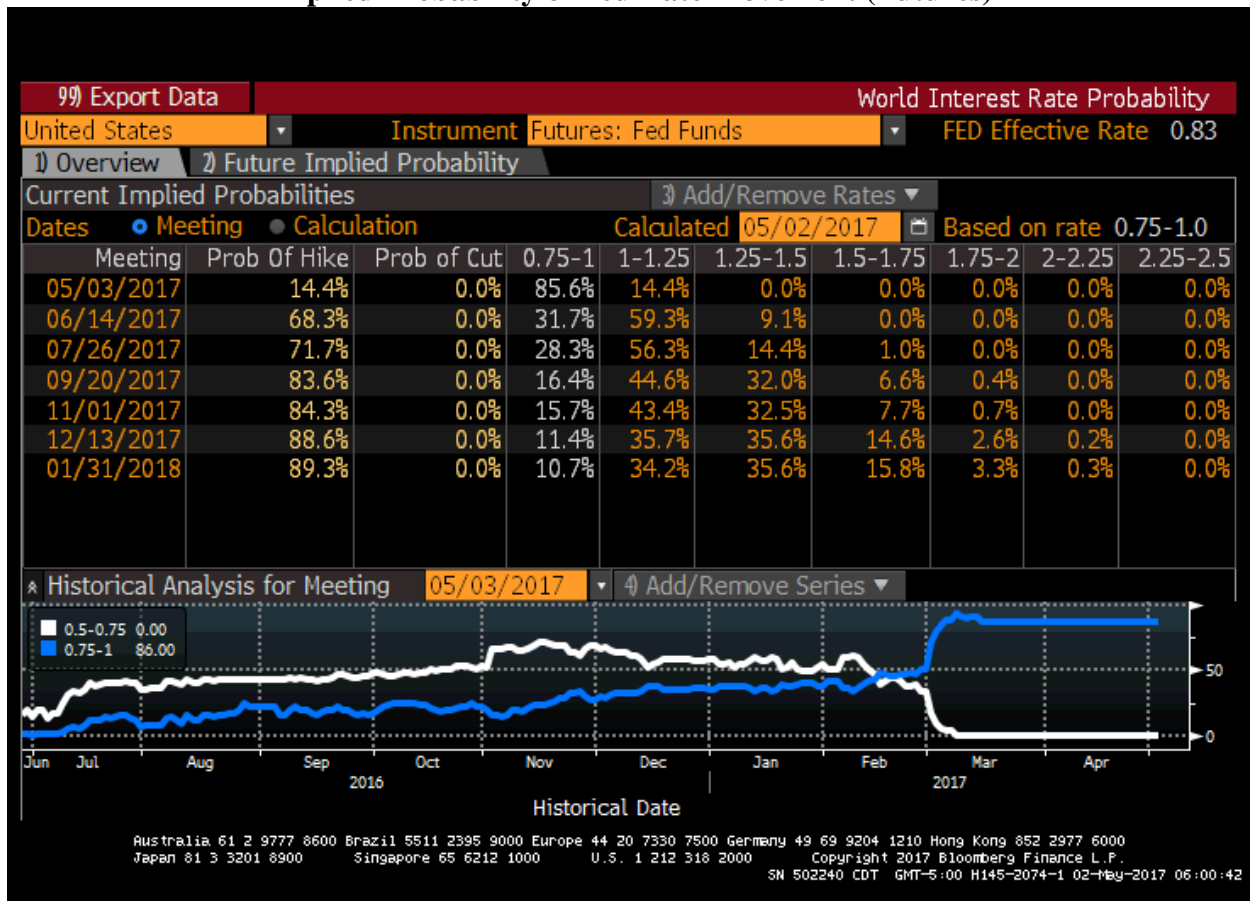 99) Export Data World Interest Rate Probability
United States Instrument Futures: Fed Funds FED Effective Rate 0.83
1) Overview 2) Future Implied Probability
Current Implied Probabilities 3) Add/Remove Rates
Dates Meeting Calculation Calculated 05/02/2017 Based on rate 0.75-1.0
Meeting Prob Of Hike Prob of Cut 0.75-1 1-1.25 1.25-1.5 1.5-1.75 1.75-2 2-2.25 2.25-2.5
05/03/2017 14.4% 0.0% 85.6% 14.4% 0.0% 0.0% 0.0% 0.0% 0.0%
06/14/2017 68.3% 0.0% 31.7% 59.3% 9.1% 0.0% 0.0% 0.0% 0.0%
07/26/2017 71.7% 0.0% 28.3% 56.3% 14.4% 1.0% 0.0% 0.0% 0.0%
09/20/2017 83.6% 0.0% 16.4% 44.6% 32.0% 6.6% 0.4% 0.0% 0.0%
11/01/2017 84.3% 0.0% 15.7% 43.4% 32.5% 7.7% 0.7% 0.0% 0.0%
12/13/2017 88.6% 0.0% 11.4% 35.7% 35.6% 14.6% 2.6% 0.2% 0.0%
01/31/2018 89.3% 0.0% 10.7% 34.2% 35.6% 15.8% 3.3% 0.3% 0.0%
Historical Analysis for Meeting 05/03/2017 4) Add/Remove Series
0.5-0.75 0.00
0.75-1 86.00
50
0
Jun Jul Aug Sep Oct Nov Dec Jan Feb Mar Apr
2016 2017
Historical Date
Australia 61 2 9777 8600 Brazil 5511 2395 9000 Europe 44 20 7330 7500 Germany 49 69 9204 1210 Hong Kong 852 2977 6000
Japan 81 3 3201 8900 Singapore 65 6212 1000 U.S. 1 212 318 2000 Copyright 2017 Bloomberg Finance L.P.
SN 502240 CDT GMT-5:00 H145-2074-1 02-May-2017 06:00:42